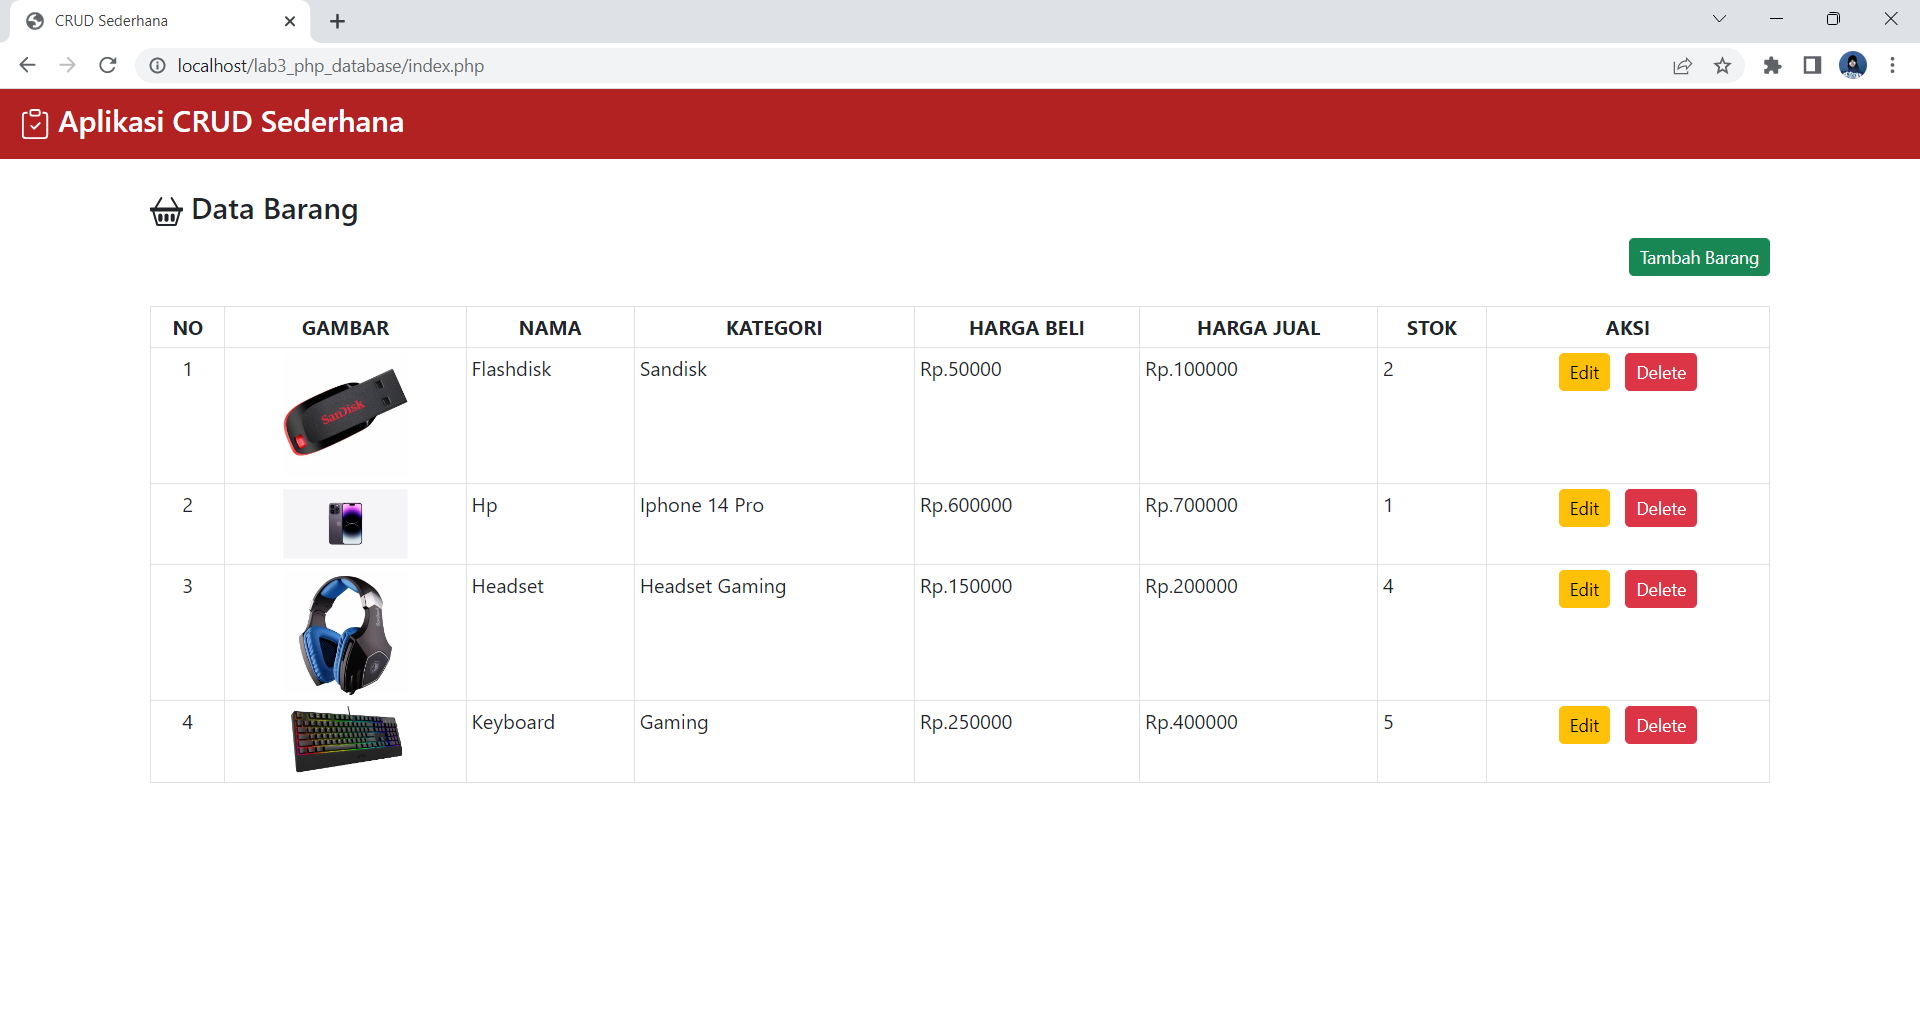 CRUD Sederhana
localhost/lab3_php_database/index.php
Aplikasi CRUD Sederhana
Data Barang
Tambah Barang
NO GAMBAR NAMA KATEGORI HARGA BELI HARGA JUAL STOK AKSI
1 SanDisk Flashdisk Sandisk Rp.50000 Rp.100000 2 Edit Delete
2 Hp Iphone 14 Pro Rp.600000 Rp.700000 1 Edit Delete
3 Headset Headset Gaming Rp.150000 Rp.200000 4 Edit Delete
4 Keyboard Gaming Rp.250000 Rp.400000 5 Edit Delete